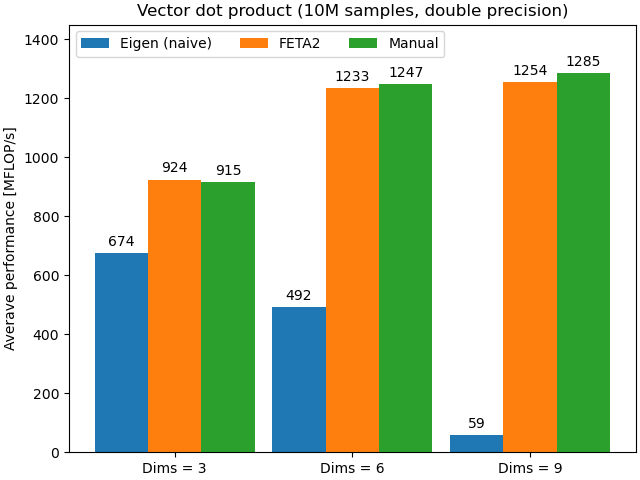 Vector dot product (10M samples, double precision)
Averave performance [MFLOP/s]
1400
1200
1000
800
600
400
200
0
Eigen (naive) FETA2 Manual
674 924 915
492 1233 1247
59 1254 1285
Dims = 3 Dims = 6 Dims = 9